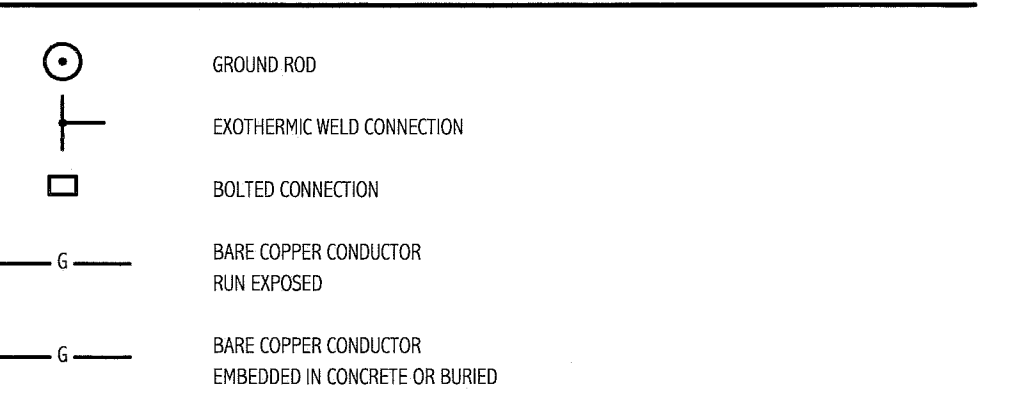 GROUND ROD
EXOTHERMIC WELD CONNECTION
BOLTED CONNECTION
G
BARE COPPER CONDUCTOR
RUN EXPOSED
G
BARE COPPER CONDUCTOR
EMBEDDED IN CONCRETE OR BURIED